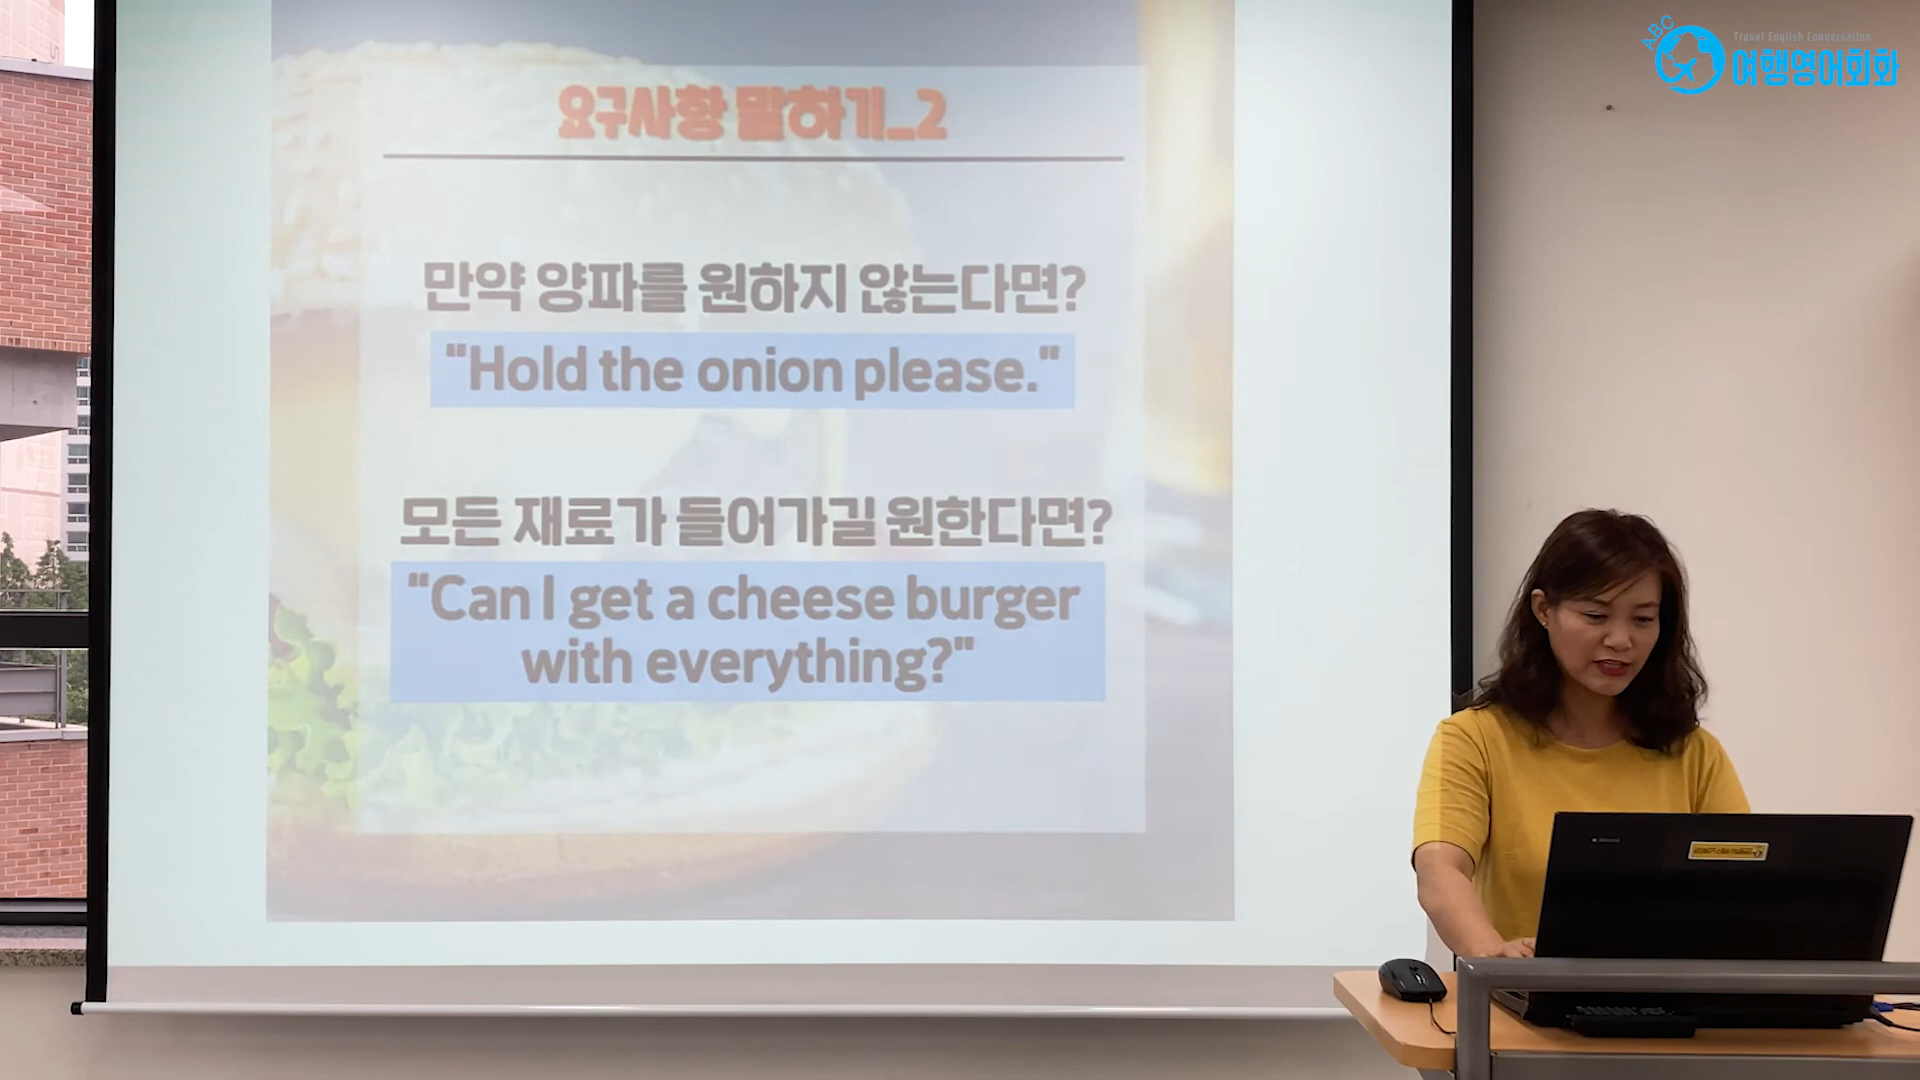 ABC
Travel English Conversation
여행영어회화
요구사항 말하기_2
만약 양파를 원하지 않는다면?
"Hold the onion please."
모든 재료가 들어가길 원한다면?
"Can I get a cheese burger
with everything?"